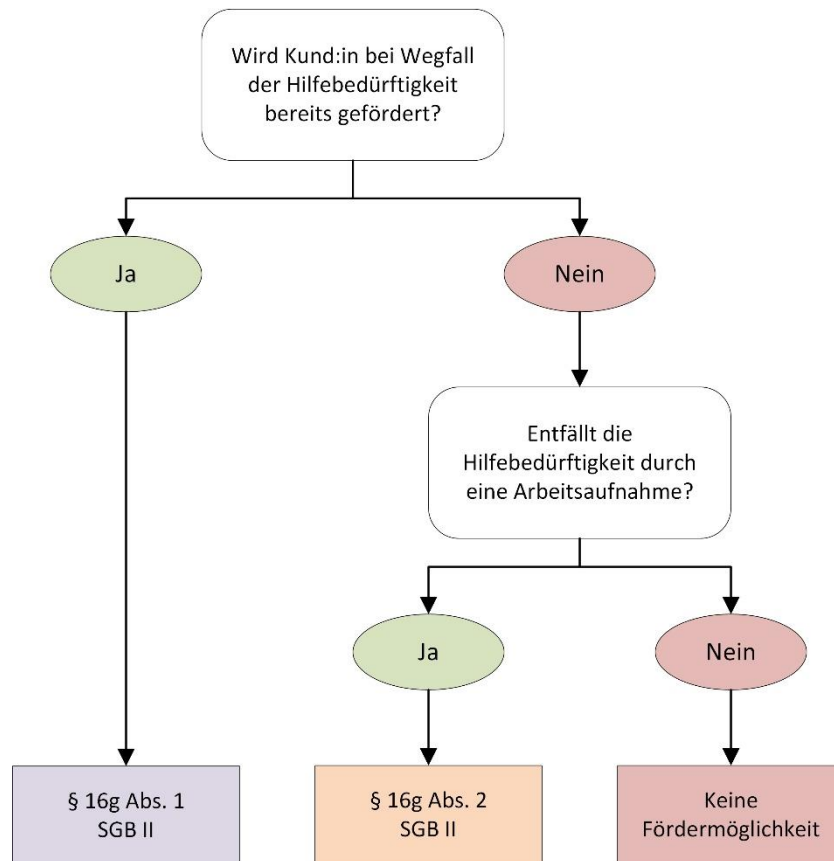 Wird Kund:in bei Wegfall
der Hilfebedürftigkeit
bereits gefördert?
Ja
Nein
Entfällt die
Hilfebedürftigkeit durch
eine Arbeitsaufnahme?
Ja
Nein
§ 16g Abs. 1
SGB II
§ 16g Abs. 2
SGB II
Keine
Fördermöglichkeit